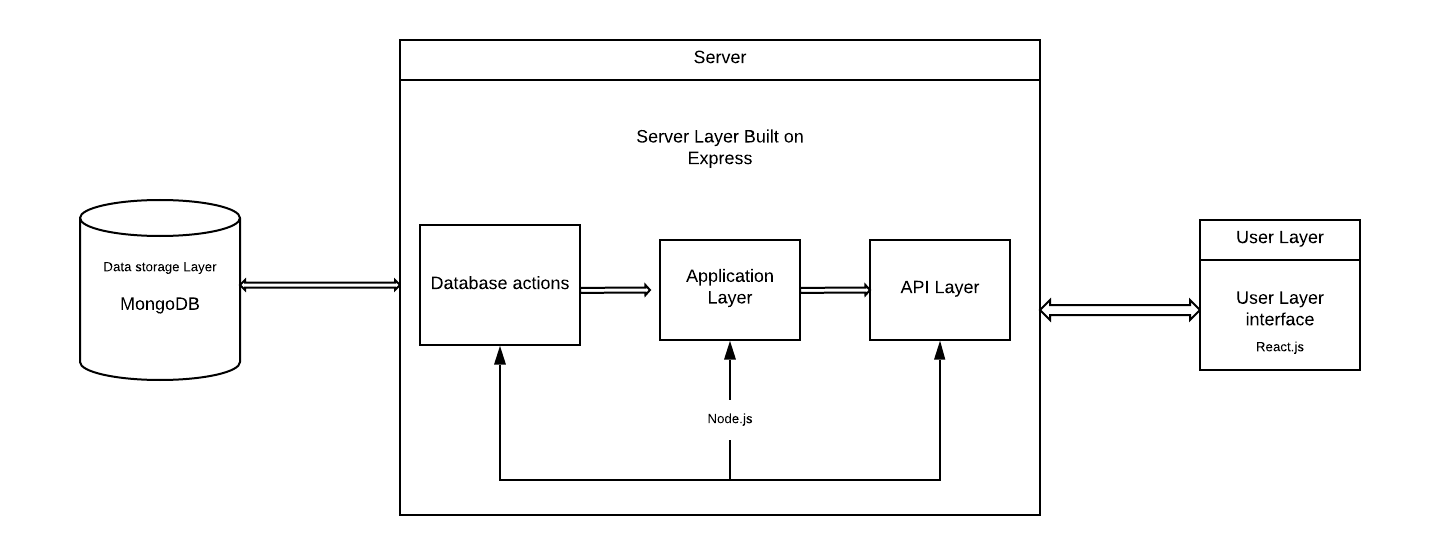 Server
Server Layer Built on
Express
Data storage Layer
MongoDB
Database actions
Application
Layer
API Layer
Node.js
User Layer
User Layer
interface
React.js